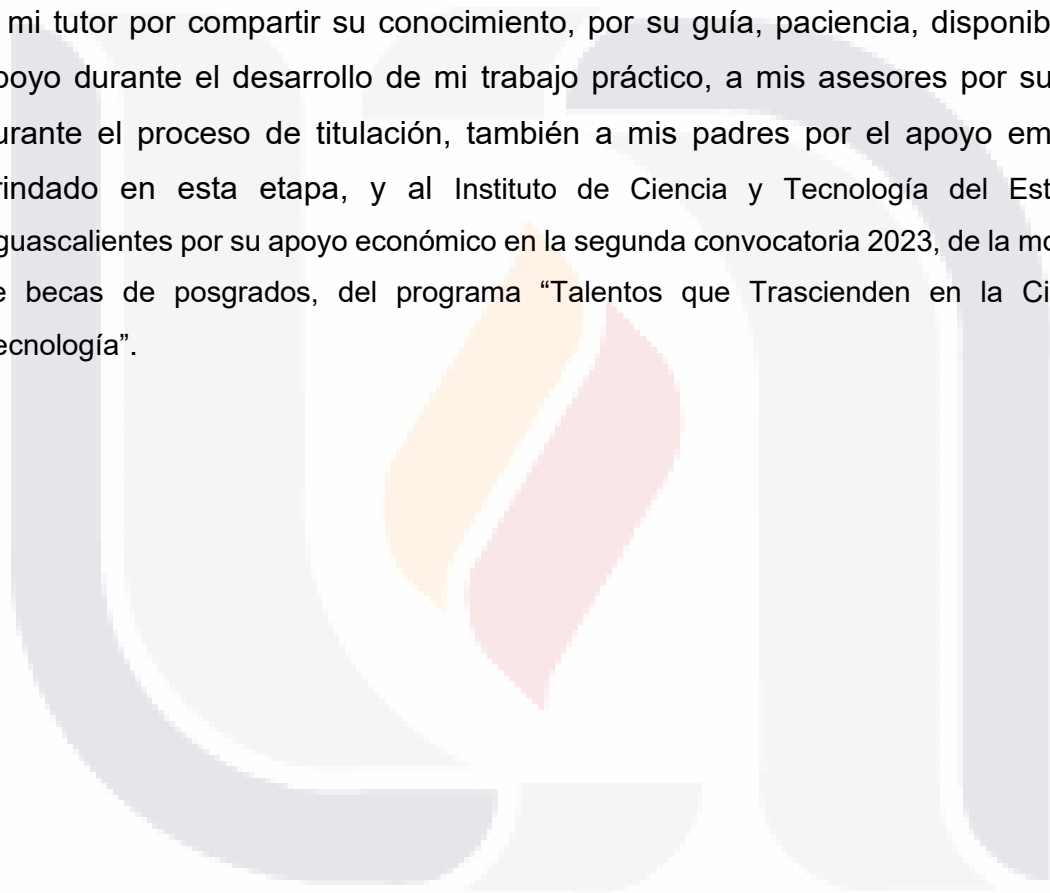 mi tutor por compartir su conocimiento, por su guía, paciencia, disponib
poyo durante el desarrollo de mi trabajo práctico, a mis asesores por su
urante el proceso de titulación, también a mis padres por el apoyo em
rindado en esta etapa, y al Instituto de Ciencia y Tecnología del Est
guascalientes por su apoyo económico en la segunda convocatoria 2023, de la mo
e becas de posgrados, del programa “Talentos que Trascienden en la Ci
ecnología”.